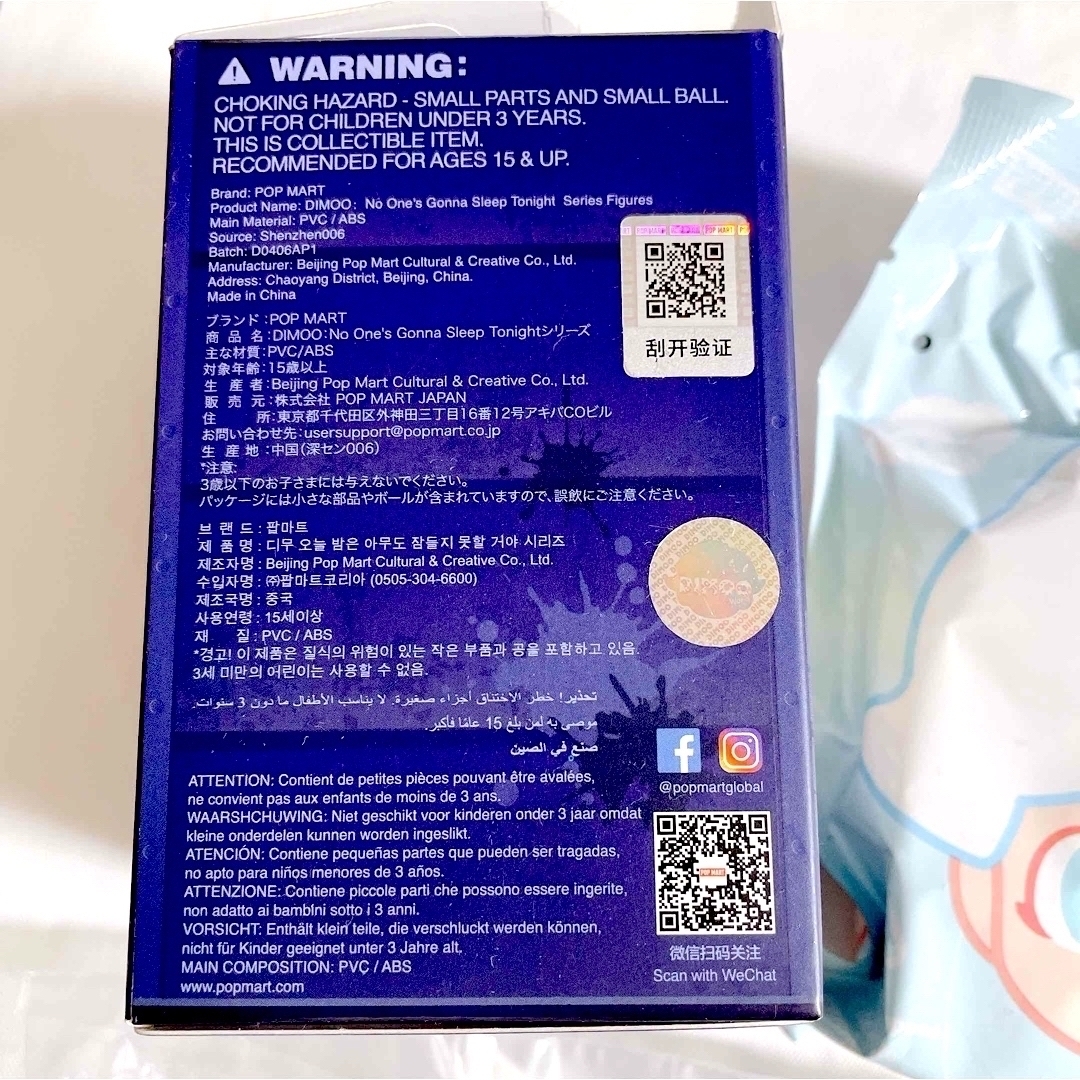 ⚠ WARNING:
CHOKING HAZARD - SMALL PARTS AND SMALL BALL.
NOT FOR CHILDREN UNDER 3 YEARS.
THIS IS COLLECTIBLE ITEM.
RECOMMENDED FOR AGES 15 & UP.
Brand: POP MART
Product Name: DIMOO: No One's Gonna Sleep Tonight Series Figures
Main Material: PVC / ABS
Source: Shenzhen006
Batch: D0406AP1
Manufacturer: Beijing Pop Mart Cultural & Creative Co., Ltd.
Address: Chaoyang District, Beijing, China.
Made in China
POP MART
刮开验证
ブランド:POP MART
商 品 名:DIMOO:No One's Gonna Sleep Tonightシリーズ
主な材質:PVC/ABS
対象年齢:15歳以上
生 産 者:Beijing Pop Mart Cultural & Creative Co., Ltd.
販 売 元:株式会社 POP MART JAPAN
住 所:東京都千代田区外神田三丁目16番12号アキバCOビル
お問い合わせ先:usersupport@popmart.co.jp
生 産 地:中国(深セン006)
*注意:
3歳以下のお子さまには与えないでください。
パッケージには小さな部品やボールが含まれていますので、誤飲にご注意ください。
브 랜 드 : 팝마트
제 품 명 : 디무 오늘 밤은 아무도 잠들지 못할 거야 시리즈
제조자명 : Beijing Pop Mart Cultural & Creative Co., Ltd.
수입자명 : ㈜팝마트코리아 (0505-304-6600)
제조국명 : 중국
사용연령 : 15세이상
재 질 : PVC / ABS
*경고! 이 제품은 질식의 위험이 있는 작은 부품과 공을 포함하고 있음.
3세 미만의 어린이는 사용할 수 없음.
DIMOO
تحذير! خطر الاختناق أجزاء صغيرة. لا يناسب الأطفال ما دون 3 سنوات.
موصى به لمن بلغ 15 عامًا فأكبر.
صنع في الصين
@popmartglobal
ATTENTION: Contient de petites pièces pouvant être avalées,
ne convient pas aux enfants de moins de 3 ans.
WAARSHCHUWING: Niet geschikt voor kinderen onder 3 jaar omdat
kleine onderdelen kunnen worden ingeslikt.
ATENCIÓN: Contiene pequeñas partes que pueden ser tragadas,
no apto para niños menores de 3 años.
ATTENZIONE: Contiene piccole parti che possono essere ingerite,
non adatto ai bambini sotto i 3 anni.
VORSICHT: Enthält klein teile, die verschluckt werden können,
nicht für Kinder geeignet unter 3 Jahre alt.
MAIN COMPOSITION: PVC / ABS
www.popmart.com
POP MART
微信扫码关注
Scan with WeChat